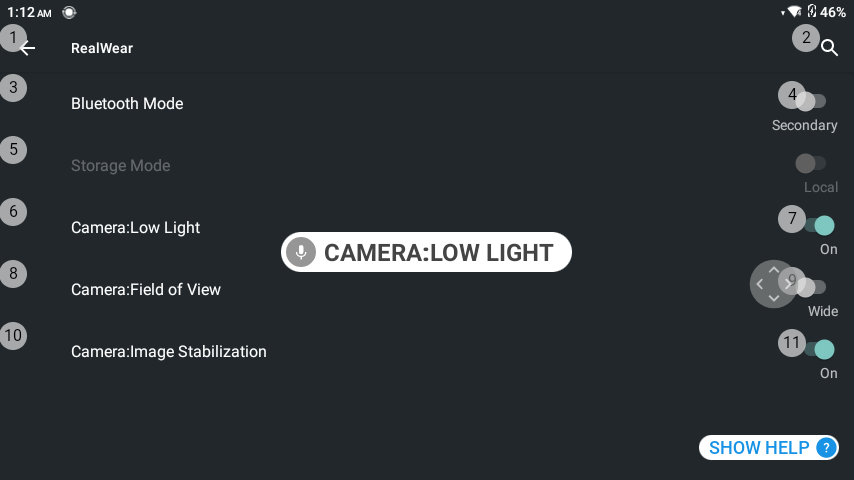 1:12 AM 46%
1 RealWear 2
3 Bluetooth Mode 4
Secondary
5 Storage Mode
Local
6 Camera:Low Light 7
On
CAMERA:LOW LIGHT
8 Camera:Field of View 9
Wide
10 Camera:Image Stabilization 11
On
SHOW HELP ?